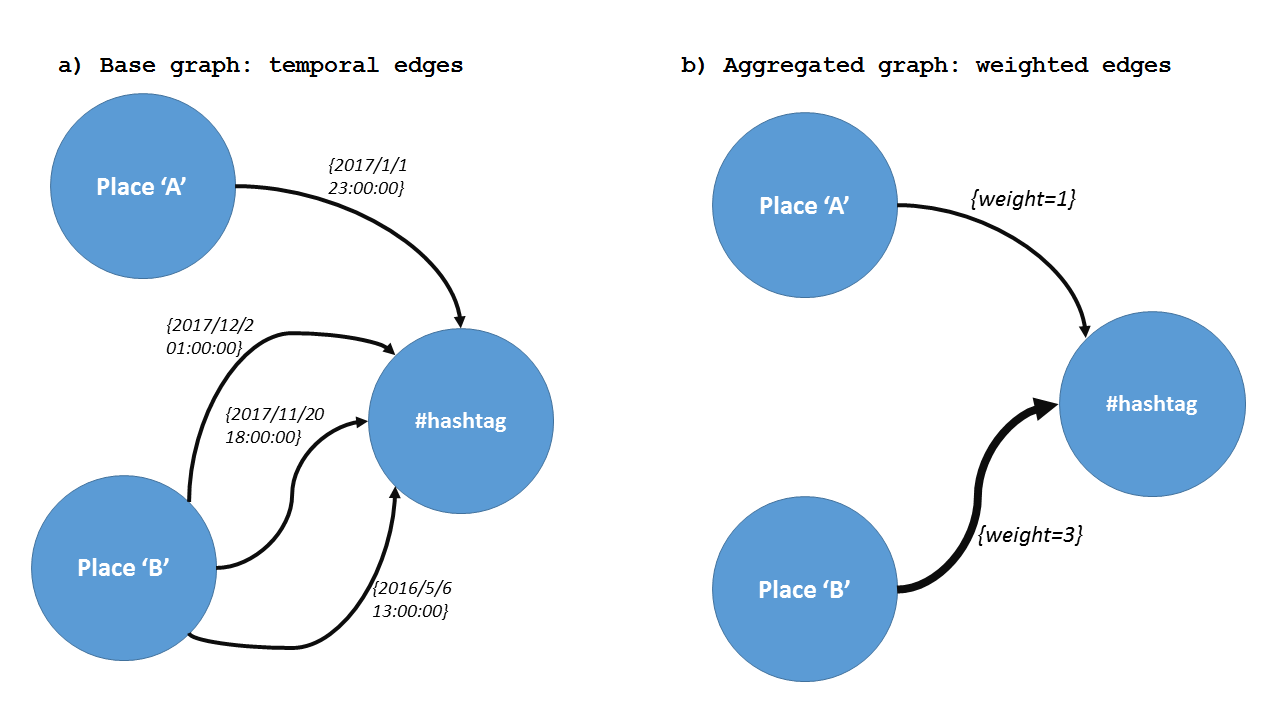 a) Base graph: temporal edges
Place ‘A’
{2017/1/1
23:00:00}
{2017/12/2
01:00:00}
{2017/11/20
18:00:00}
#hashtag
Place ‘B’
{2016/5/6
13:00:00}
b) Aggregated graph: weighted edges
Place ‘A’
{weight=1}
#hashtag
{weight=3}
Place ‘B’